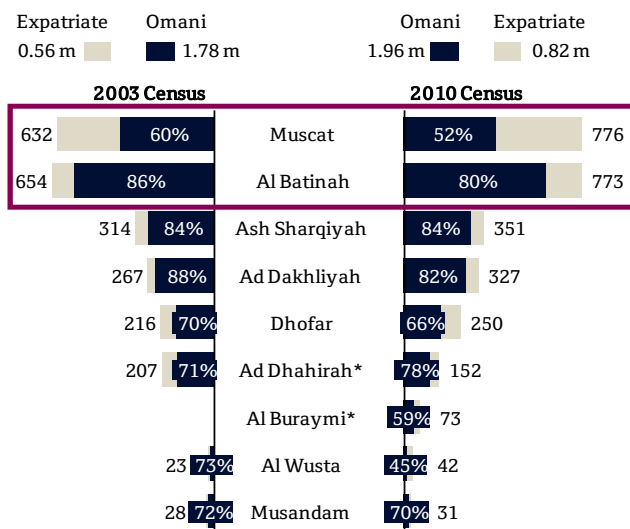 Expatriate Omani Omani Expatriate
0.56 m 1.78 m 1.96 m 0.82 m
2003 Census 2010 Census
632 60% Muscat 52% 776
654 86% Al Batinah 80% 773
314 84% Ash Sharqiyah 84% 351
267 88% Ad Dakhliyah 82% 327
216 70% Dhofar 66% 250
207 71% Ad Dhahirah* 78% 152
Al Buraymi* 59% 73
23 73% Al Wusta 45% 42
28 72% Musandam 70% 31